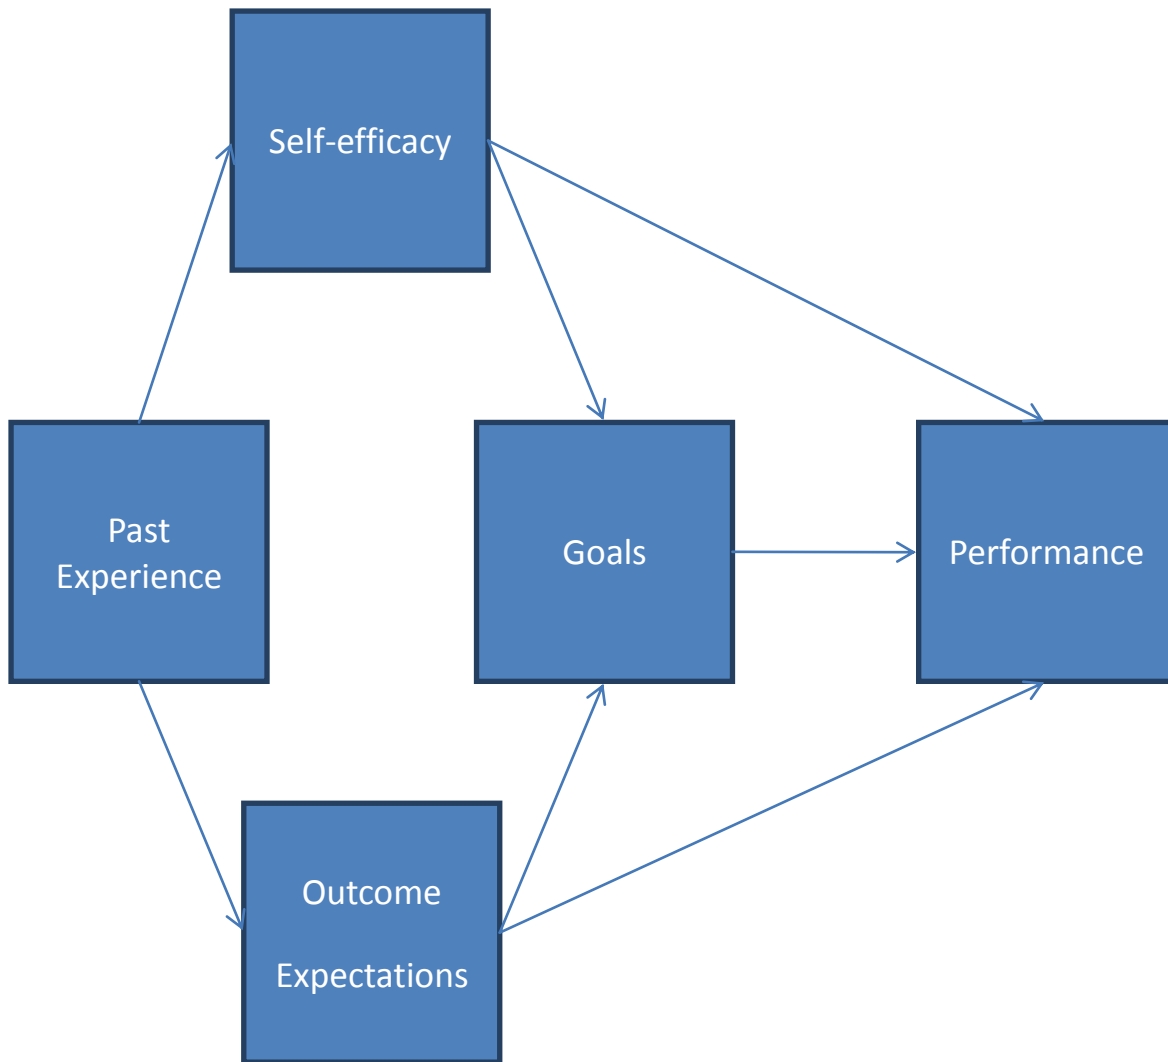 Self-efficacy
Past
Experience
Goals
Performance
Outcome
Expectations